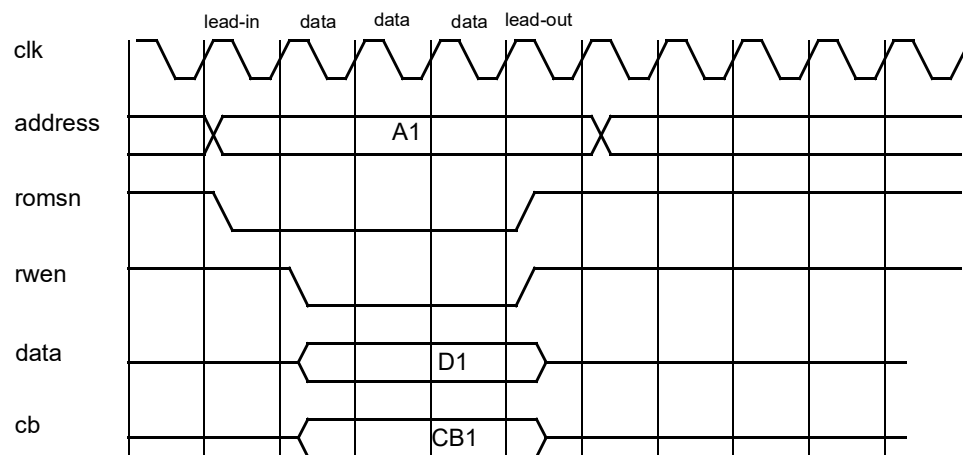 lead-in data data data lead-out
clk
address A1
romsn
rwen
data D1
cb CB1